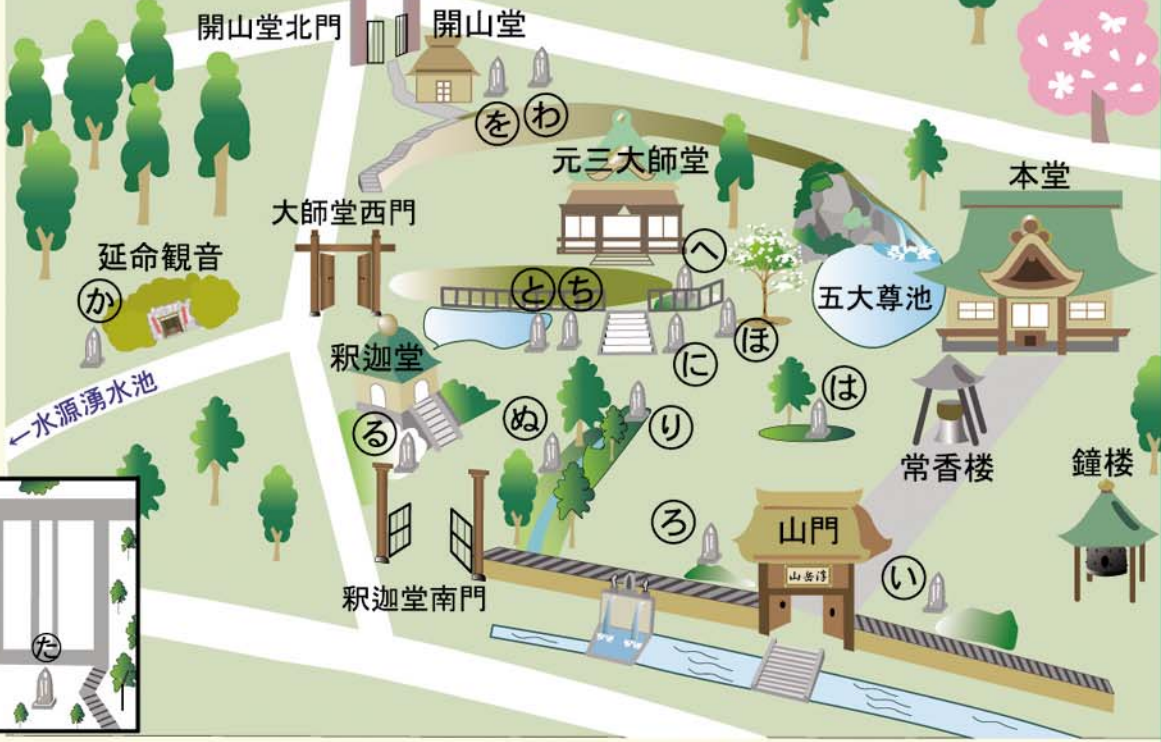 開山堂北門
開山堂
を
わ
元三大師堂
本堂
大師堂西門
延命観音
か
へ
と
ち
五大尊池
ほ
に
釈迦堂
は
←水源湧水池
る
ぬ
り
常香楼
鐘楼
ろ
山門
山岳淳
い
釈迦堂南門
た